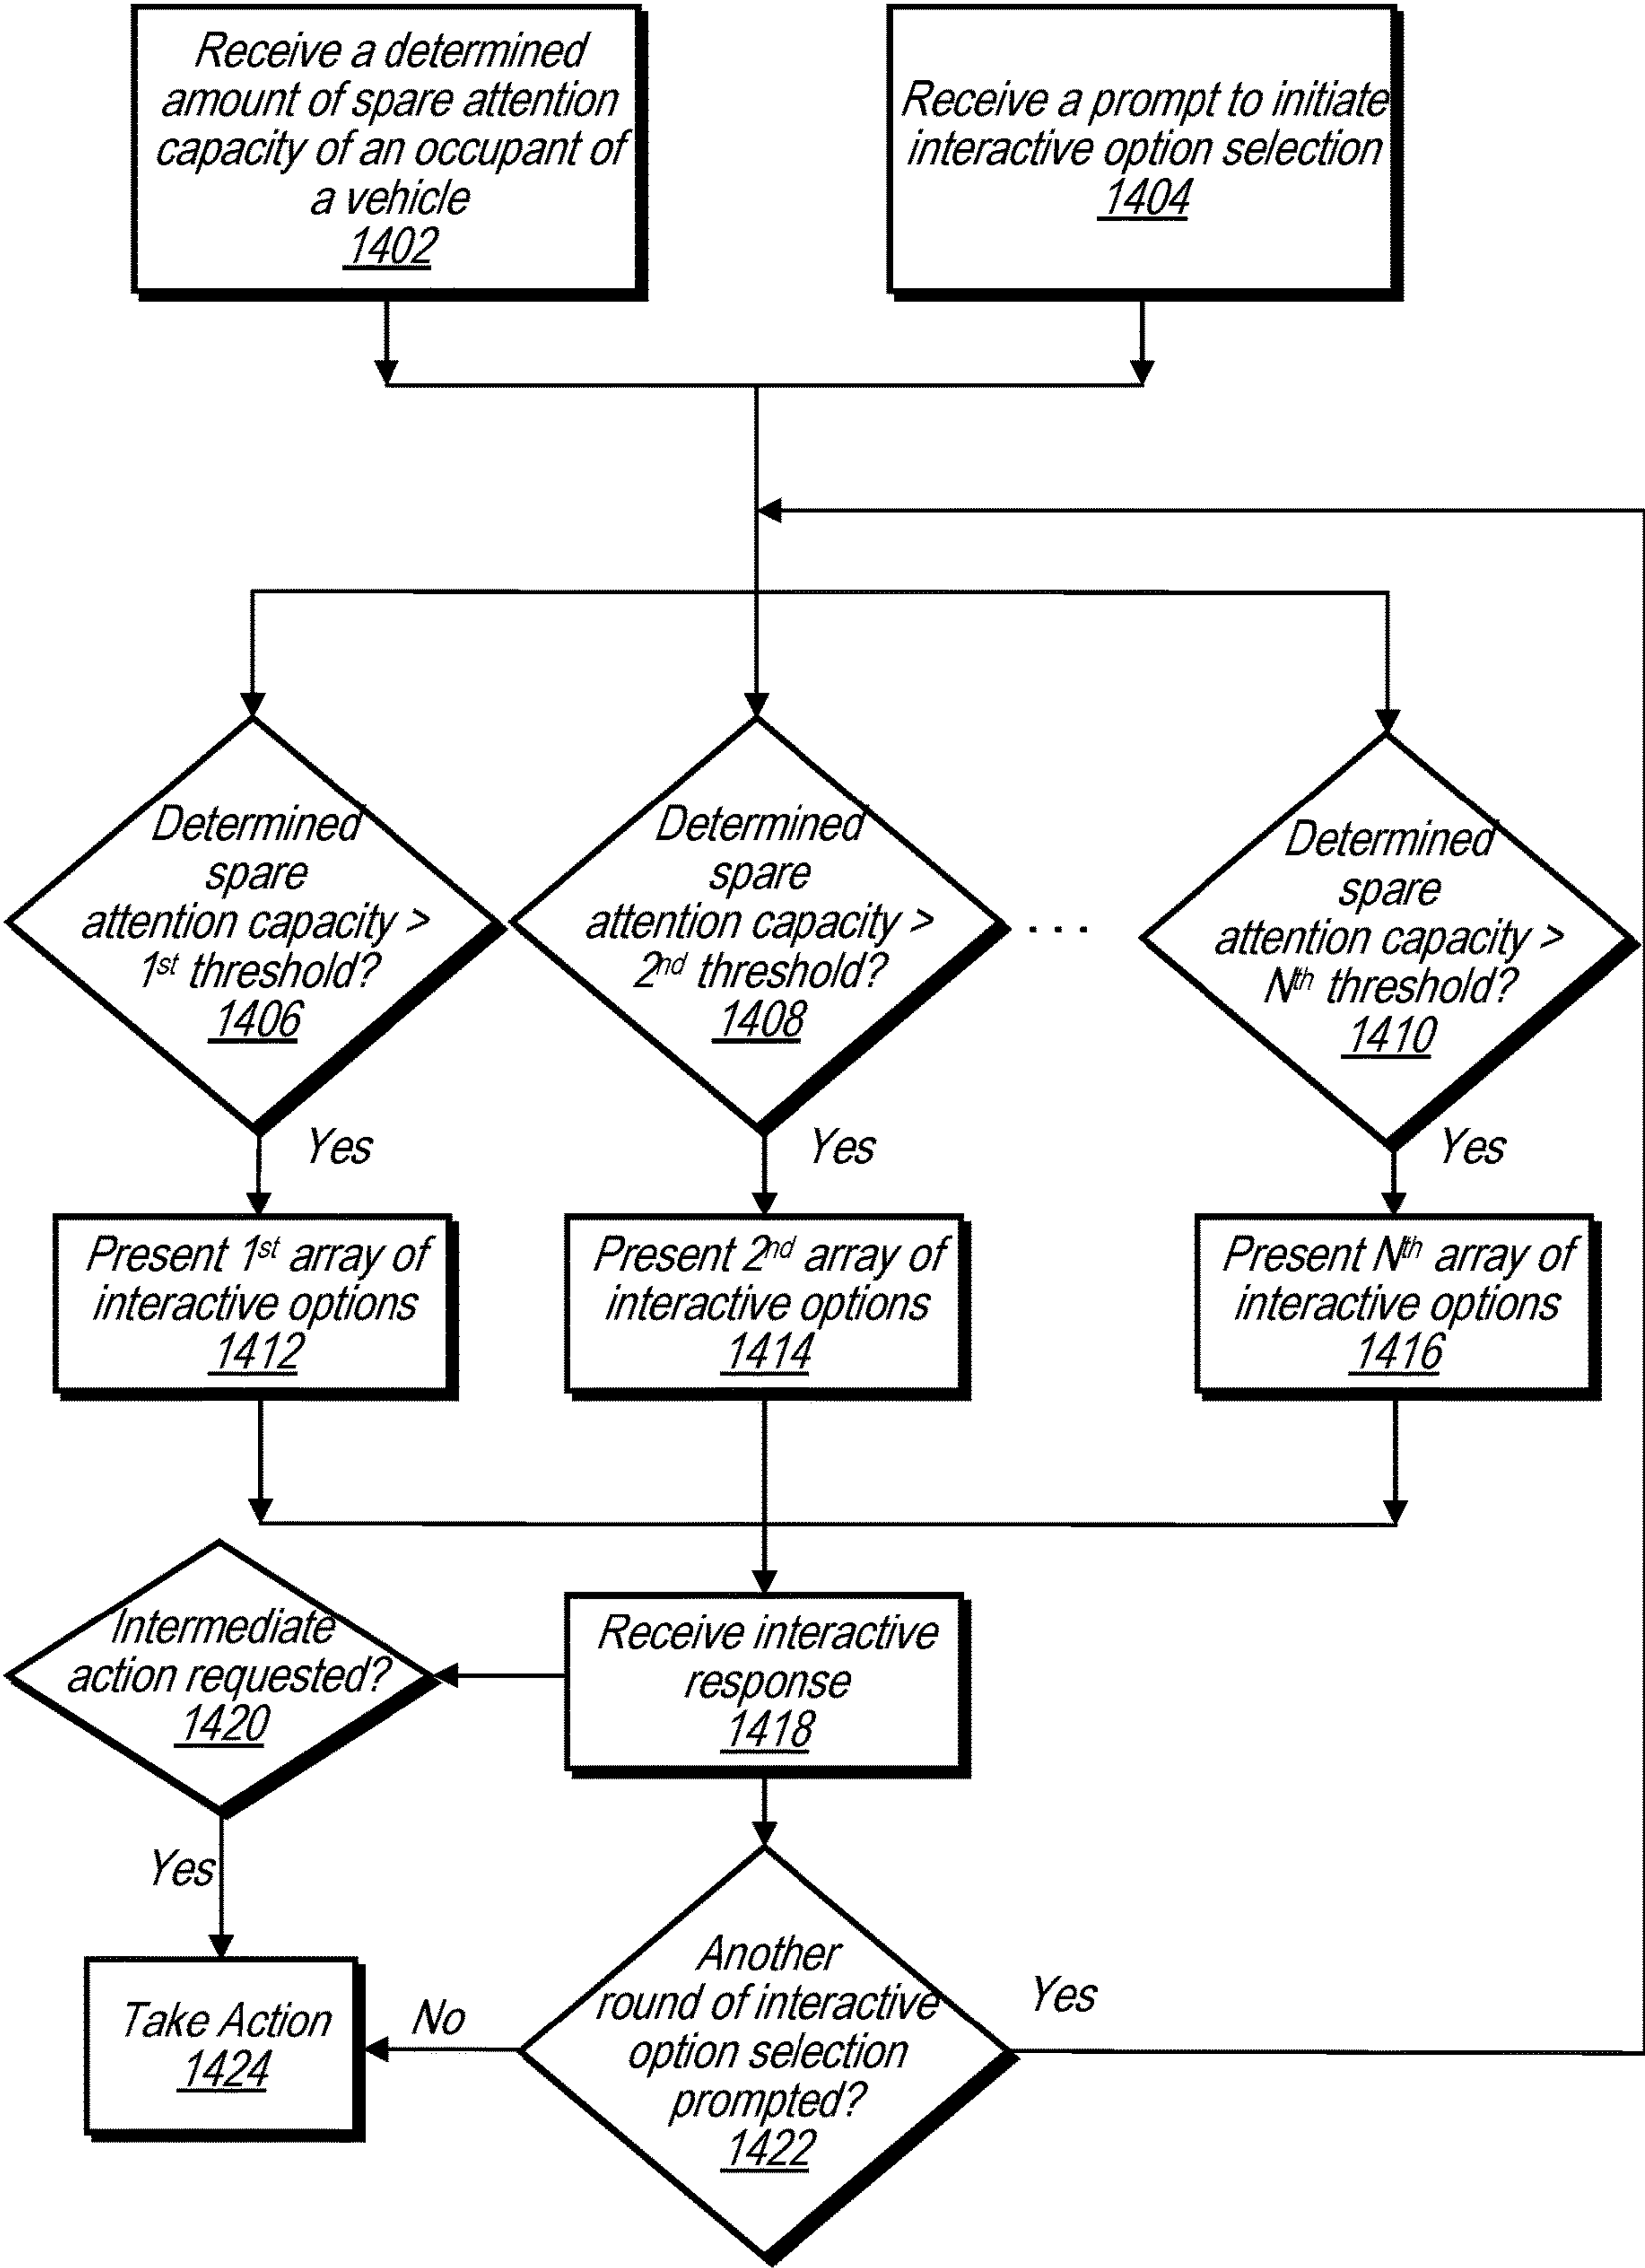 Receive a determined
amount of spare attention
capacity of an occupant of
a vehicle
1402
Receive a prompt to initiate
interactive option selection
1404
Determined
spare
attention capacity >
1st threshold?
1406
Determined
spare
attention capacity >
2nd threshold?
1408
. . .
Determined
spare
attention capacity >
Nth threshold?
1410
Yes
Yes
Yes
Present 1st array of
interactive options
1412
Present 2nd array of
interactive options
1414
Present Nth array of
interactive options
1416
Intermediate
action requested?
1420
Receive interactive
response
1418
Yes
Take Action
1424
No
Another
round of interactive
option selection
prompted?
1422
Yes